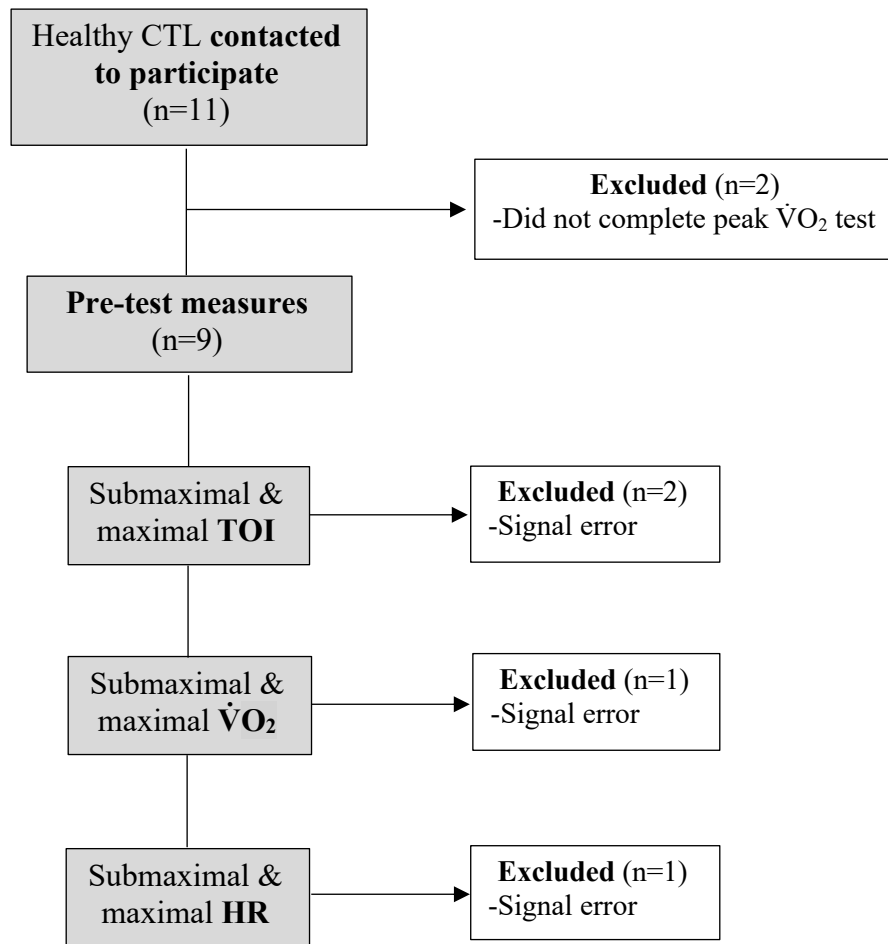 Healthy CTL contacted
to participate
(n=11)
Excluded (n=2)
-Did not complete peak V̇O₂ test
Pre-test measures
(n=9)
Submaximal &
maximal TOI
Excluded (n=2)
-Signal error
Submaximal &
maximal V̇O₂
Excluded (n=1)
-Signal error
Submaximal &
maximal HR
Excluded (n=1)
-Signal error